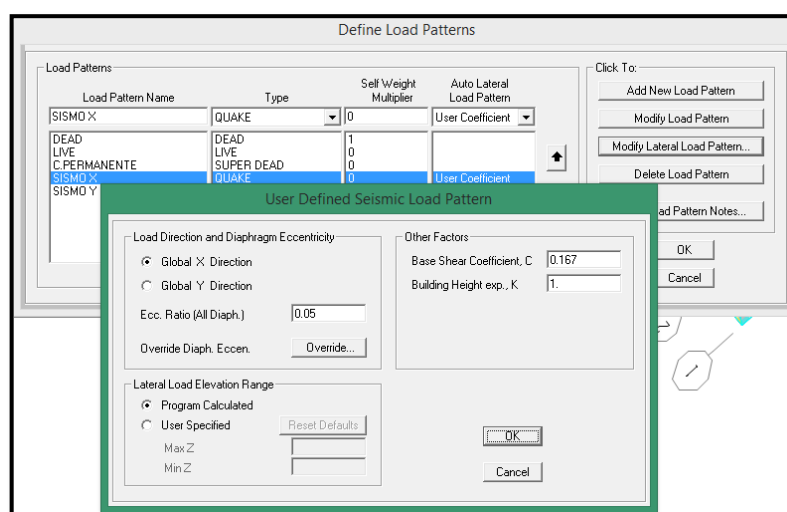 Define Load Patterns
Load Patterns
Click To:
Load Pattern Name Type Self Weight Multiplier Auto Lateral Load Pattern
SISMO X QUAKE 0 User Coefficient
DEAD DEAD 1
LIVE LIVE 0
C.PERMANENTE SUPER DEAD 0
SISMO X QUAKE 0 User Coefficient
SISMO Y
Add New Load Pattern
Modify Load Pattern
Modify Lateral Load Pattern...
Delete Load Pattern
Pattern Notes...
OK
Cancel
User Defined Seismic Load Pattern
Load Direction and Diaphragm Eccentricity
Global X Direction
Global Y Direction
Ecc. Ratio (All Diaph.) 0.05
Override Diaph. Eccen. Override...
Other Factors
Base Shear Coefficient, C 0.167
Building Height exp., K 1.
Lateral Load Elevation Range
Program Calculated
User Specified Reset Defaults
Max Z
Min Z
OK
Cancel